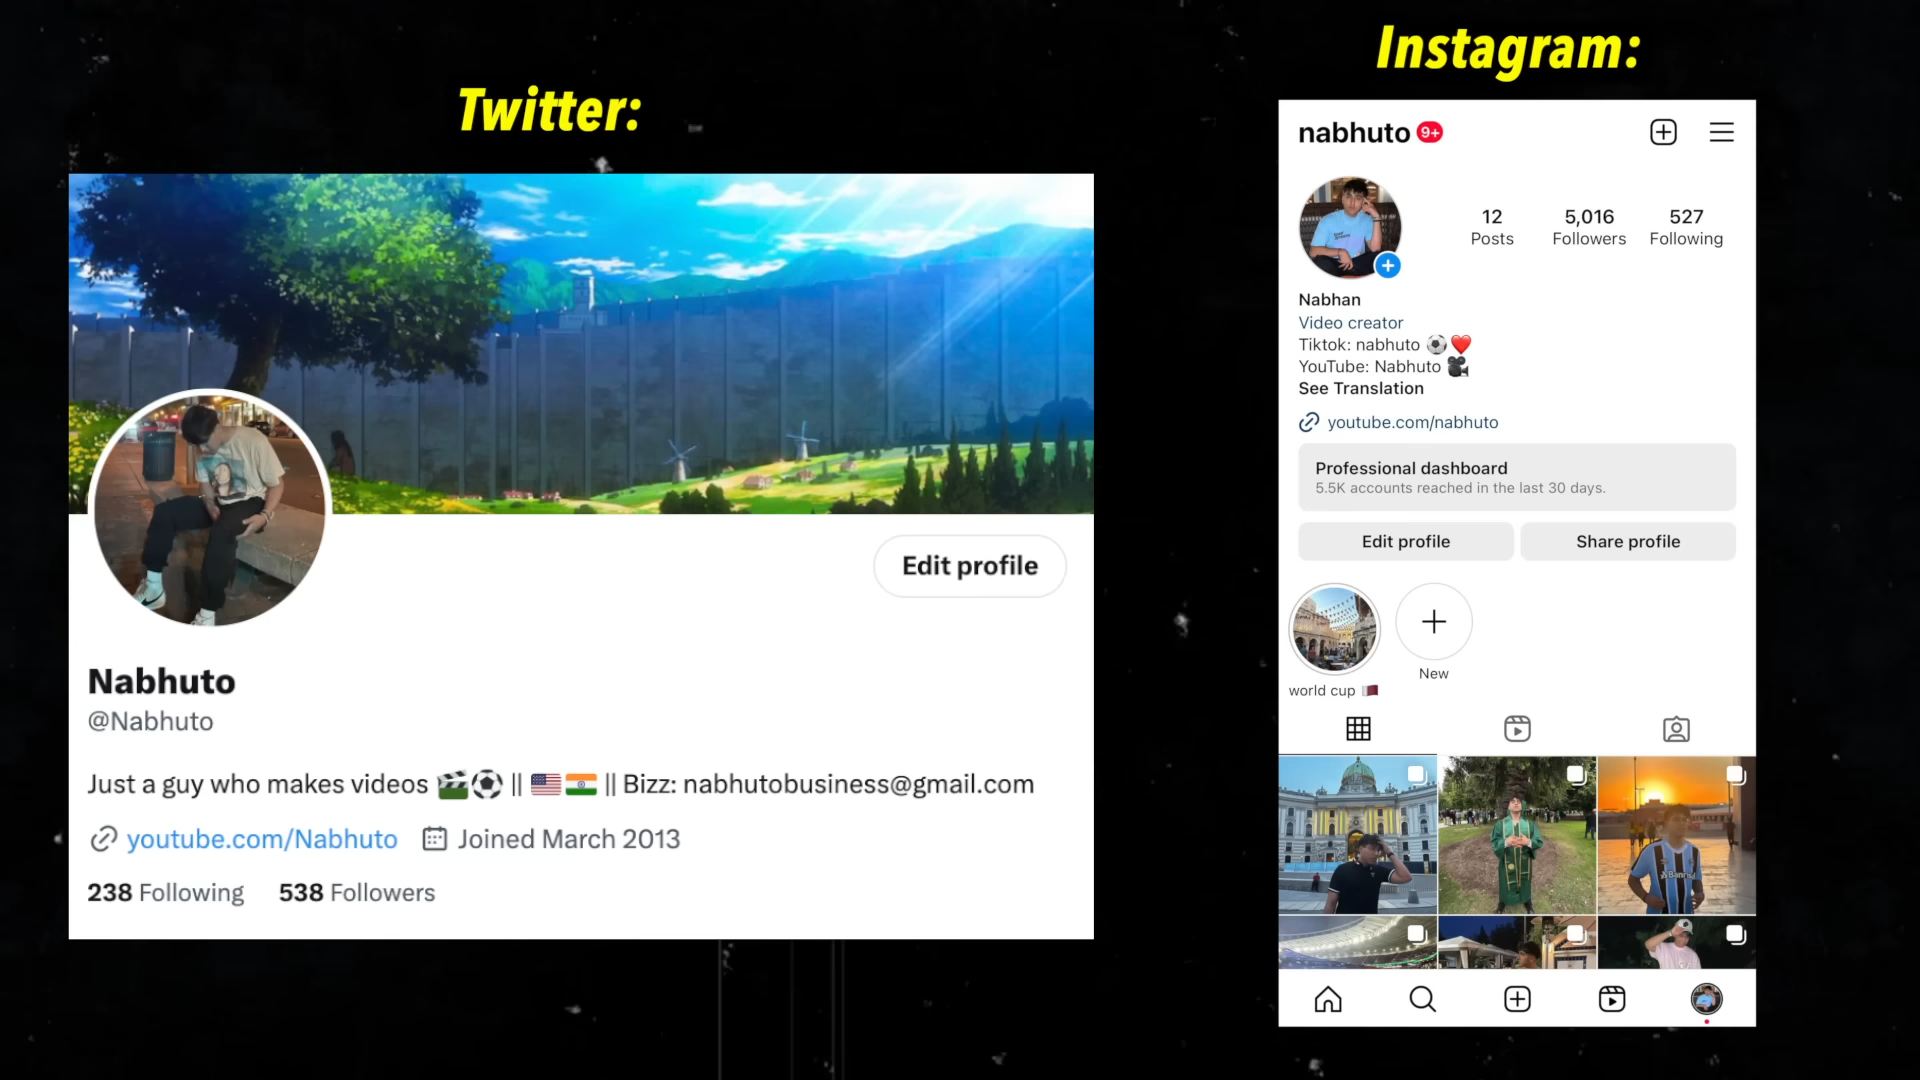 Twitter:
Edit profile
Nabhuto
@Nabhuto
Just a guy who makes videos 🎬⚽ || 🇺🇸🇮🇳 || Bizz: nabhutobusiness@gmail.com
youtube.com/Nabhuto Joined March 2013
238 Following 538 Followers
Instagram:
nabhuto 9+
12 5,016 527
Posts Followers Following
Nabhan
Video creator
Tiktok: nabhuto ⚽❤️
YouTube: Nabhuto 🎥
See Translation
youtube.com/nabhuto
Professional dashboard
5.5K accounts reached in the last 30 days.
Edit profile Share profile
New
world cup 🇶🇦
Banrisul